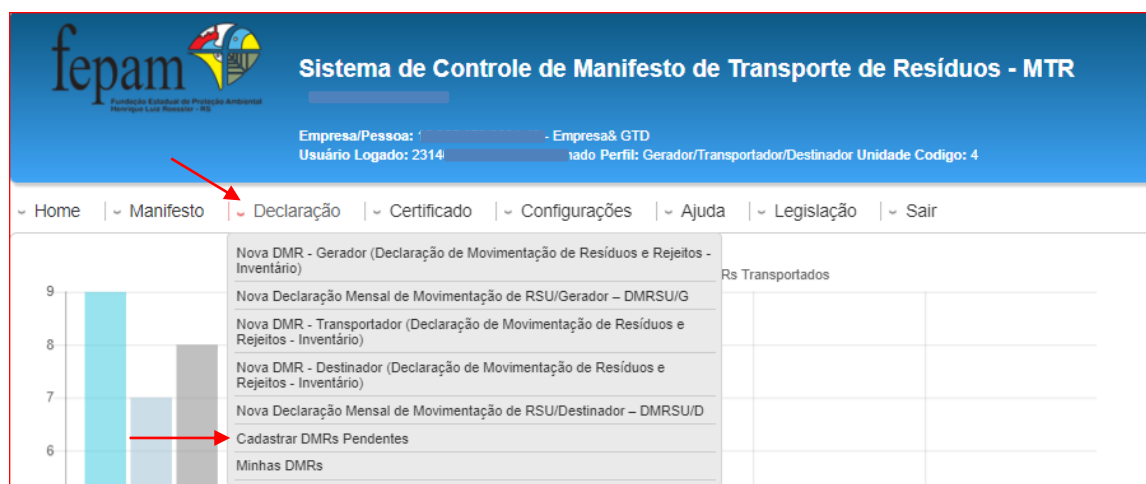 fepam
Fundação Estadual de Proteção Ambiental
Henrique Luiz Roessler - RS
Sistema de Controle de Manifesto de Transporte de Resíduos - MTR
Empresa/Pessoa: - Empresa& GTD
Usuário Logado: 2314 Perfil: Gerador/Transportador/Destinador Unidade Codigo: 4
Home Manifesto Declaração Certificado Configurações Ajuda Legislação Sair
Nova DMR - Gerador (Declaração de Movimentação de Resíduos e Rejeitos -
Inventário)
Rs Transportados
Nova Declaração Mensal de Movimentação de RSU/Gerador – DMRSU/G
Nova DMR - Transportador (Declaração de Movimentação de Resíduos e
Rejeitos - Inventário)
Nova DMR - Destinador (Declaração de Movimentação de Resíduos e
Rejeitos - Inventário)
Nova Declaração Mensal de Movimentação de RSU/Destinador – DMRSU/D
Cadastrar DMRs Pendentes
Minhas DMRs
9
8
7
6